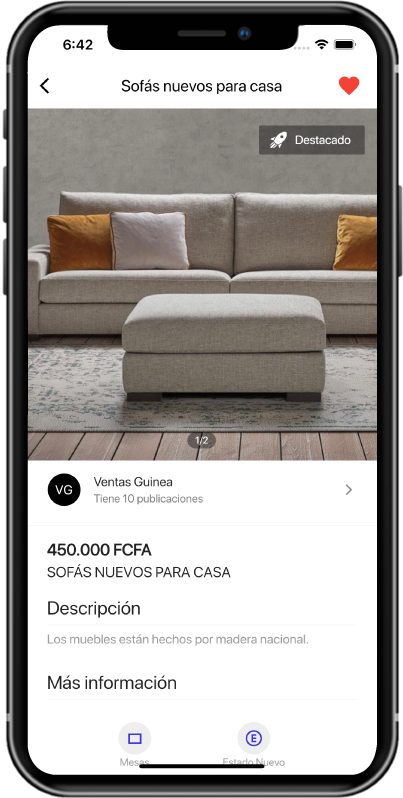 6:42
Sofás nuevos para casa
Destacado
1/2
VG
Ventas Guinea
Tiene 10 publicaciones
450.000 FCFA
SOFÁS NUEVOS PARA CASA
Descripción
Los muebles están hechos por madera nacional.
Más información
E
Mesas
Estado Nuevo